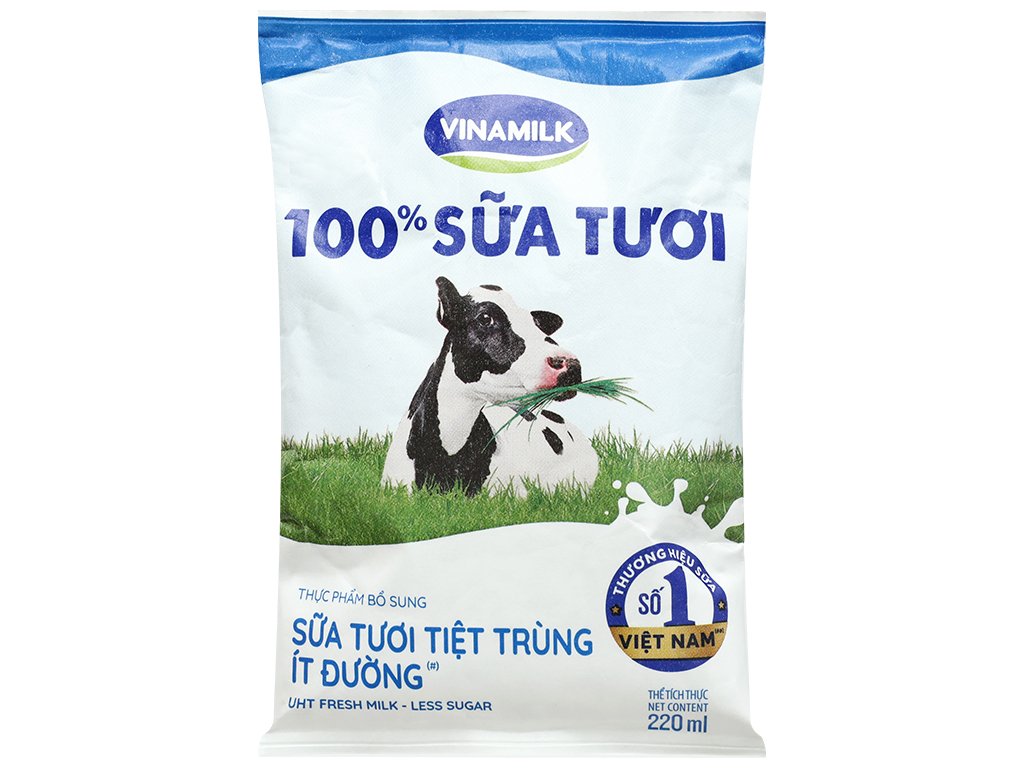 VINAMILK
100% SỮA TƯƠI
THƯƠNG HIỆU SỮA
SỐ 1
VIỆT NAM
THỰC PHẨM BỔ SUNG
SỮA TƯƠI TIỆT TRÙNG
ÍT ĐƯỜNG(#)
UHT FRESH MILK - LESS SUGAR
THỂ TÍCH THỰC
NET CONTENT
220 ml